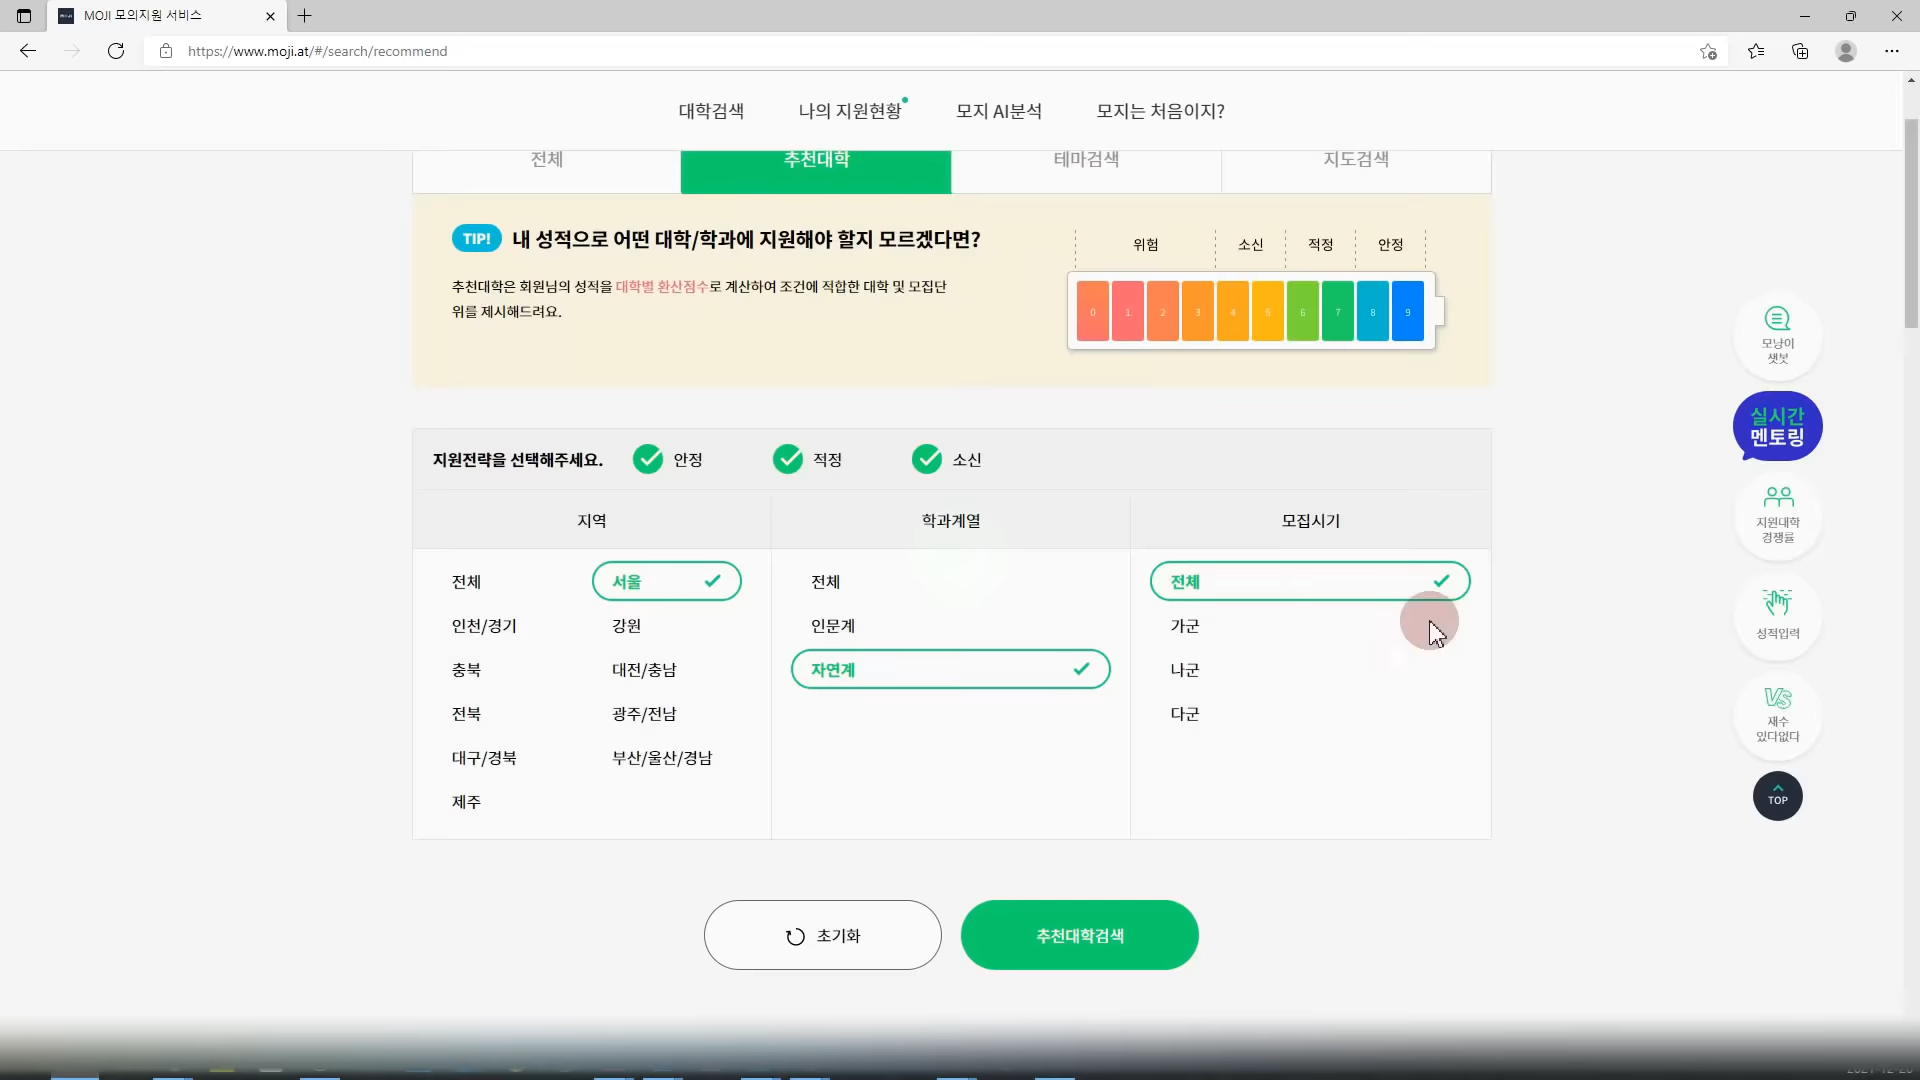 MOJI 모의지원 서비스
https://www.moji.at/#/search/recommend
대학검색
나의 지원현황
모지 AI분석
모지는 처음이지?
전체
추천대학
테마검색
지도검색
TIP! 내 성적으로 어떤 대학/학과에 지원해야 할지 모르겠다면?
추천대학은 회원님의 성적을 대학별 환산점수로 계산하여 조건에 적합한 대학 및 모집단
위를 제시해드려요.
위험 소신 적정 안정
0 1 2 3 4 5 6 7 8 9
지원전략을 선택해주세요. 안정 적정 소신
지역
전체 서울
인천/경기 강원
충북 대전/충남
전북 광주/전남
대구/경북 부산/울산/경남
제주
학과계열
전체
인문계
자연계
모집시기
전체
가군
나군
다군
초기화
추천대학검색
모냥이
챗봇
실시간
멘토링
지원대학
경쟁률
성적입력
VS
재수
있다없다
TOP